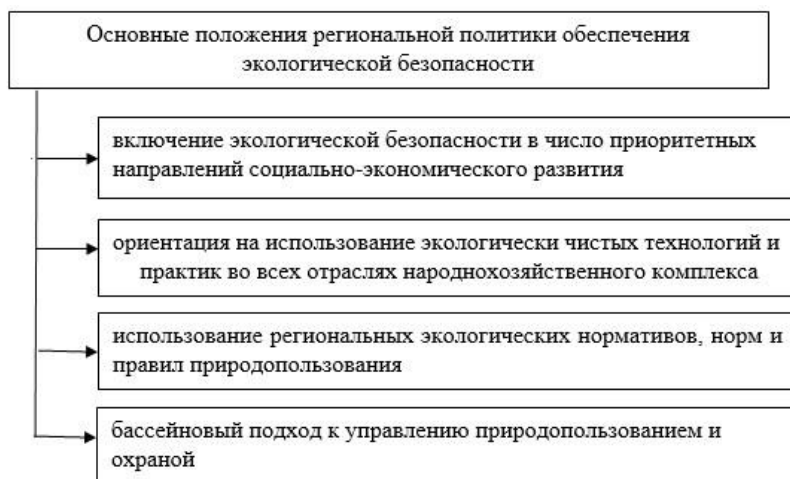 Основные положения региональной политики обеспечения
экологической безопасности
включение экологической безопасности в число приоритетных
направлений социально-экономического развития
ориентация на использование экологически чистых технологий и
практик во всех отраслях народнохозяйственного комплекса
использование региональных экологических нормативов, норм и
правил природопользования
бассейновый подход к управлению природопользованием и
охраной